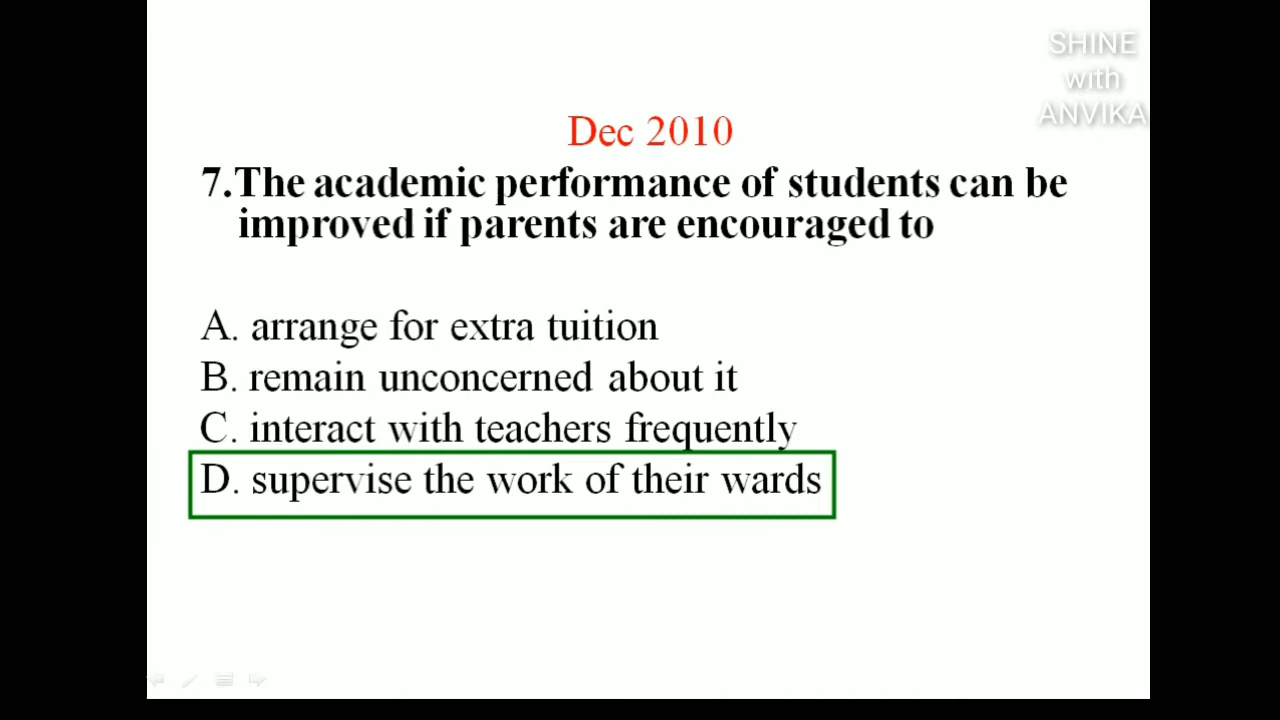 SHINE
with
ANVIKA
Dec 2010
7.The academic performance of students can be
improved if parents are encouraged to
A. arrange for extra tuition
B. remain unconcerned about it
C. interact with teachers frequently
D. supervise the work of their wards